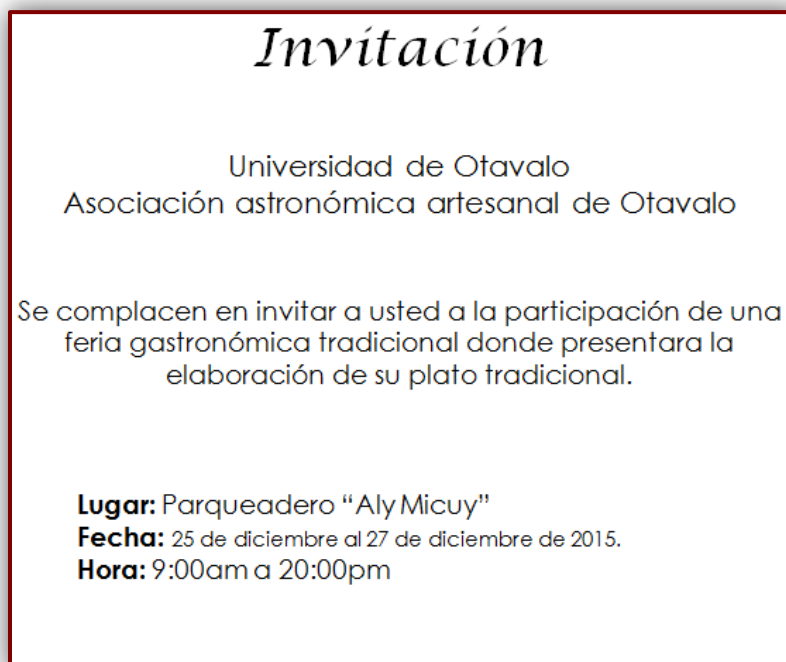 Invitación
Universidad de Otavalo
Asociación astronómica artesanal de Otavalo
Se complacen en invitar a usted a la participación de una
feria gastronómica tradicional donde presentara la
elaboración de su plato tradicional.
Lugar: Parqueadero “Aly Micuy”
Fecha: 25 de diciembre al 27 de diciembre de 2015.
Hora: 9:00am a 20:00pm